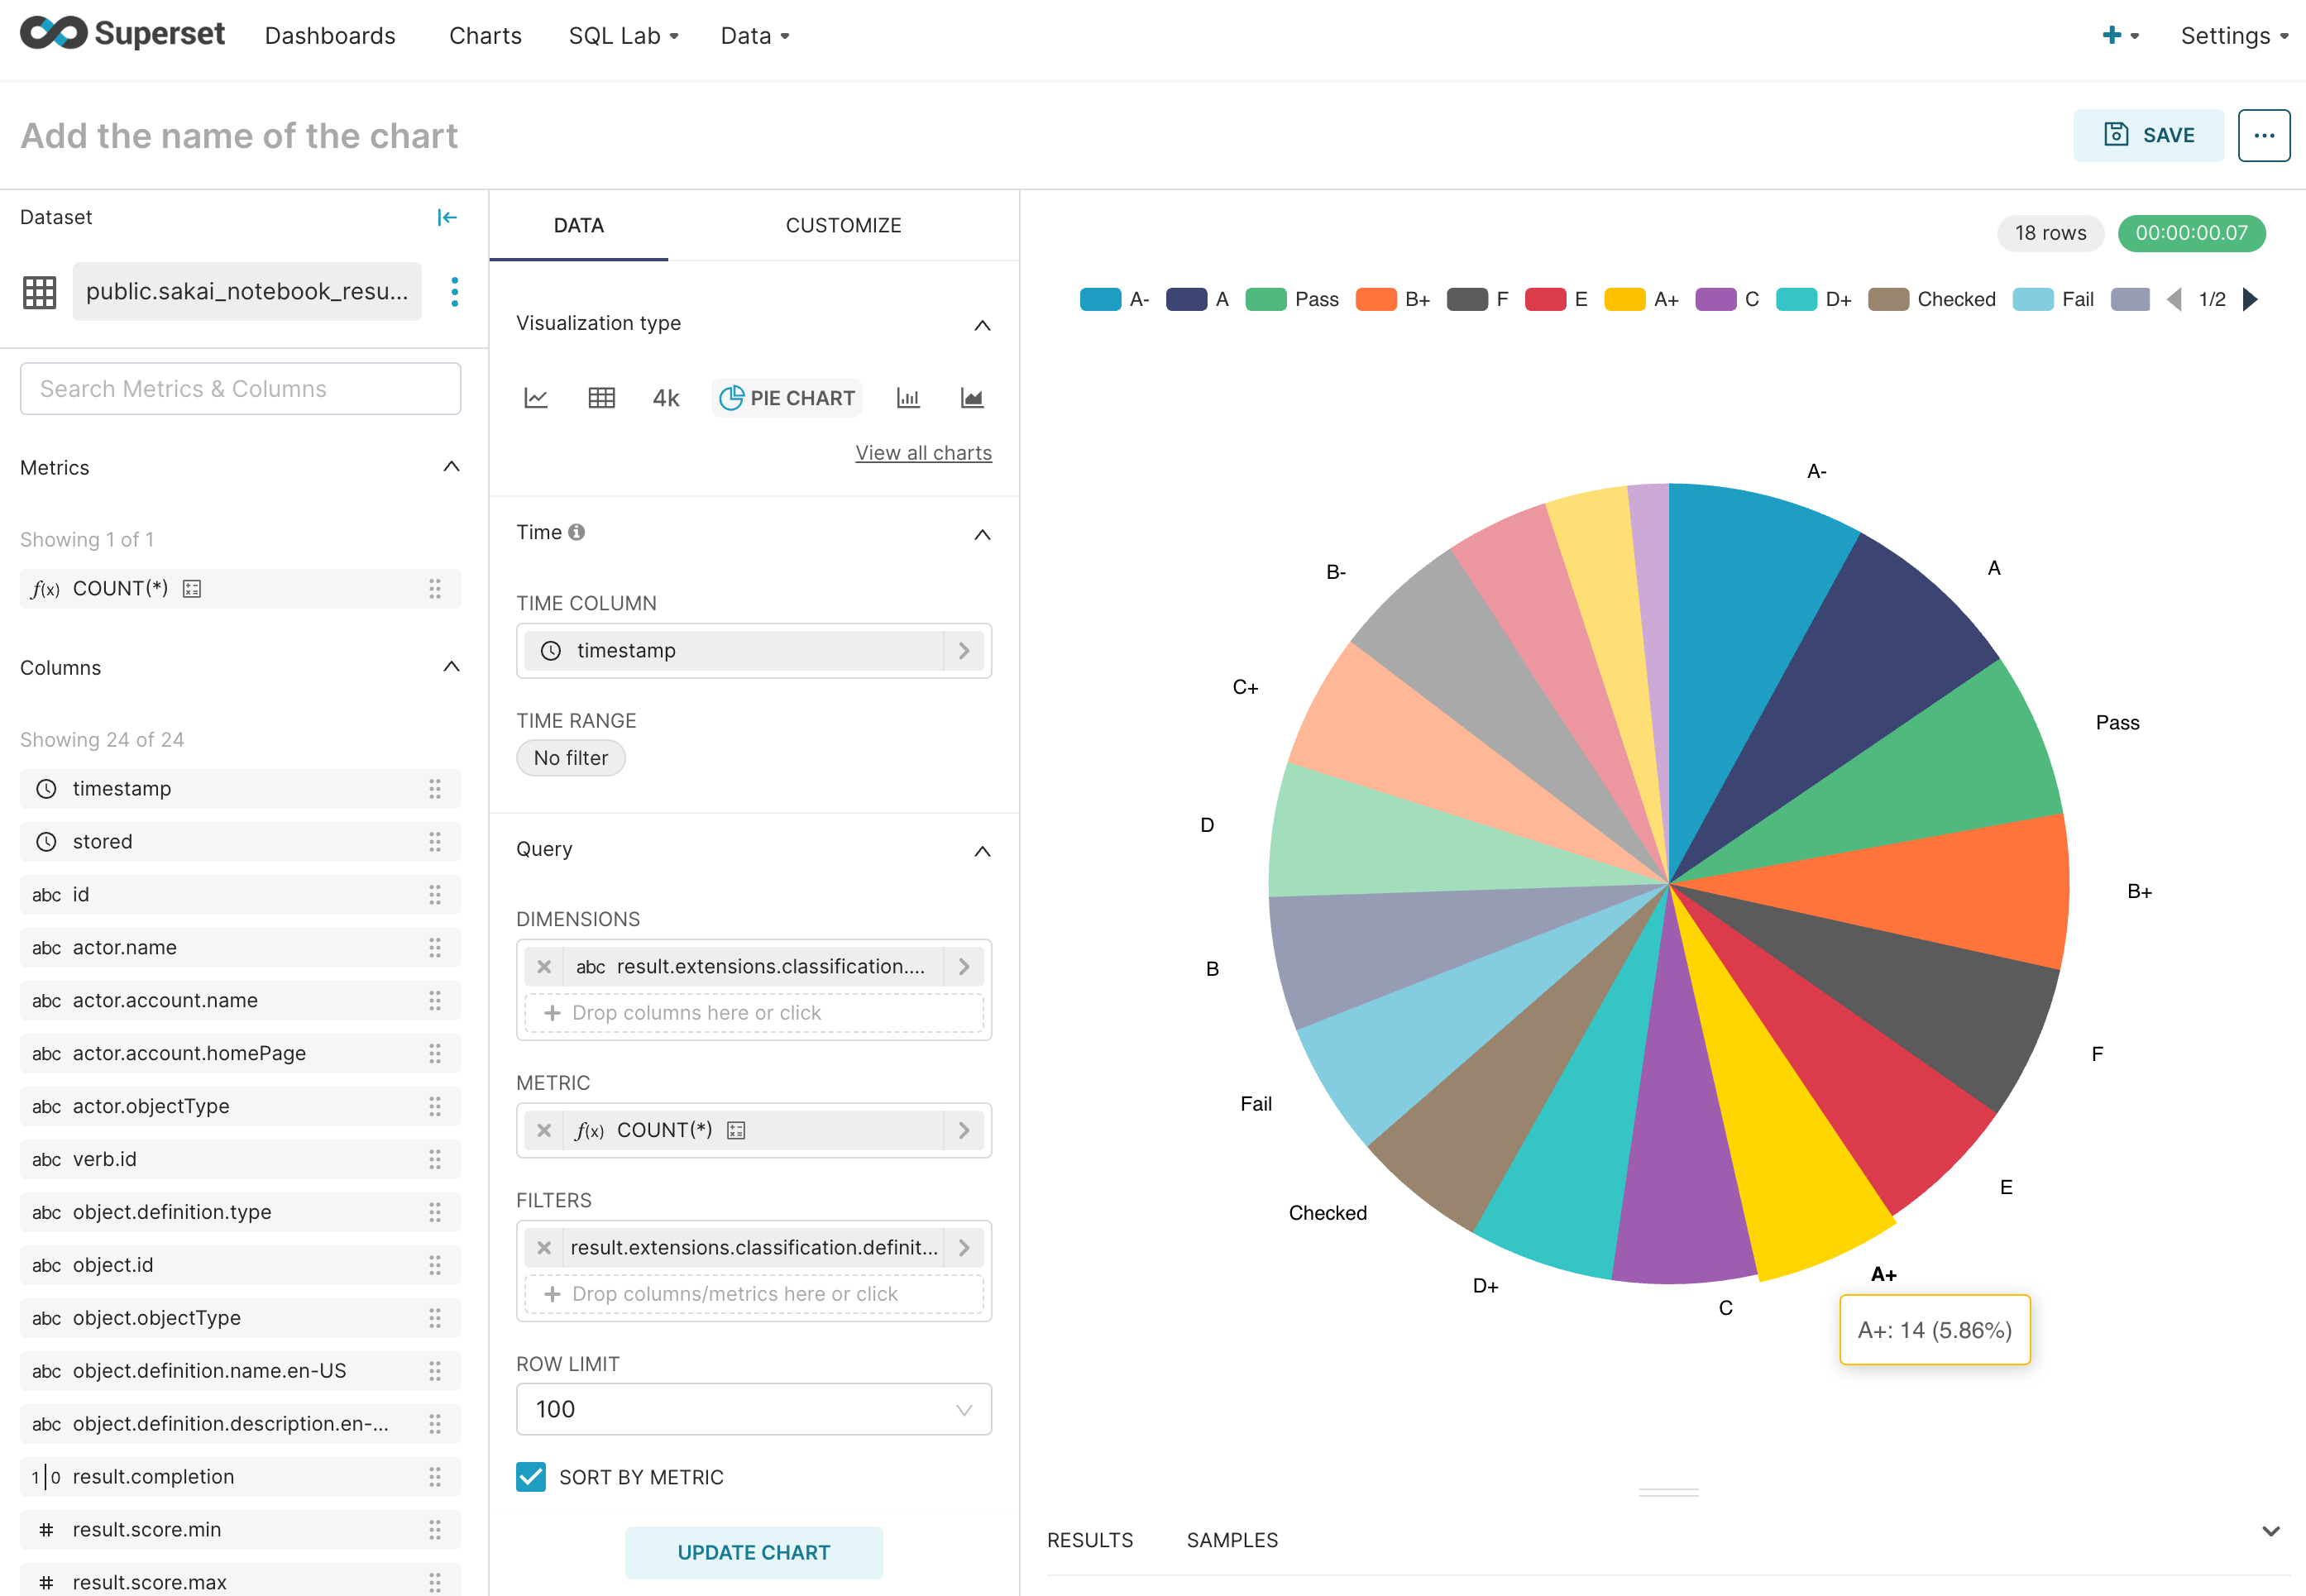 Superset Dashboards Charts SQL Lab Data Settings
Add the name of the chart
SAVE
Dataset
public.sakai_notebook_resu...
Search Metrics & Columns
Metrics
Showing 1 of 1
f(x) COUNT(*)
Columns
Showing 24 of 24
timestamp
stored
abc id
abc actor.name
abc actor.account.name
abc actor.account.homePage
abc actor.objectType
abc verb.id
abc object.definition.type
abc object.id
abc object.objectType
abc object.definition.name.en-US
abc object.definition.description.en-...
1|0 result.completion
# result.score.min
# result.score.max
DATA CUSTOMIZE
Visualization type
4k PIE CHART
View all charts
Time
TIME COLUMN
timestamp
TIME RANGE
No filter
Query
DIMENSIONS
abc result.extensions.classification....
Drop columns here or click
METRIC
f(x) COUNT(*)
FILTERS
result.extensions.classification.definit...
Drop columns/metrics here or click
ROW LIMIT
100
SORT BY METRIC
UPDATE CHART
18 rows 00:00:00.07
A- A Pass B+ F E A+ C D+ Checked Fail 1/2
A-
A
Pass
B+
F
E
A+
C
D+
Checked
Fail
B
D
C+
B-
A+: 14 (5.86%)
RESULTS SAMPLES